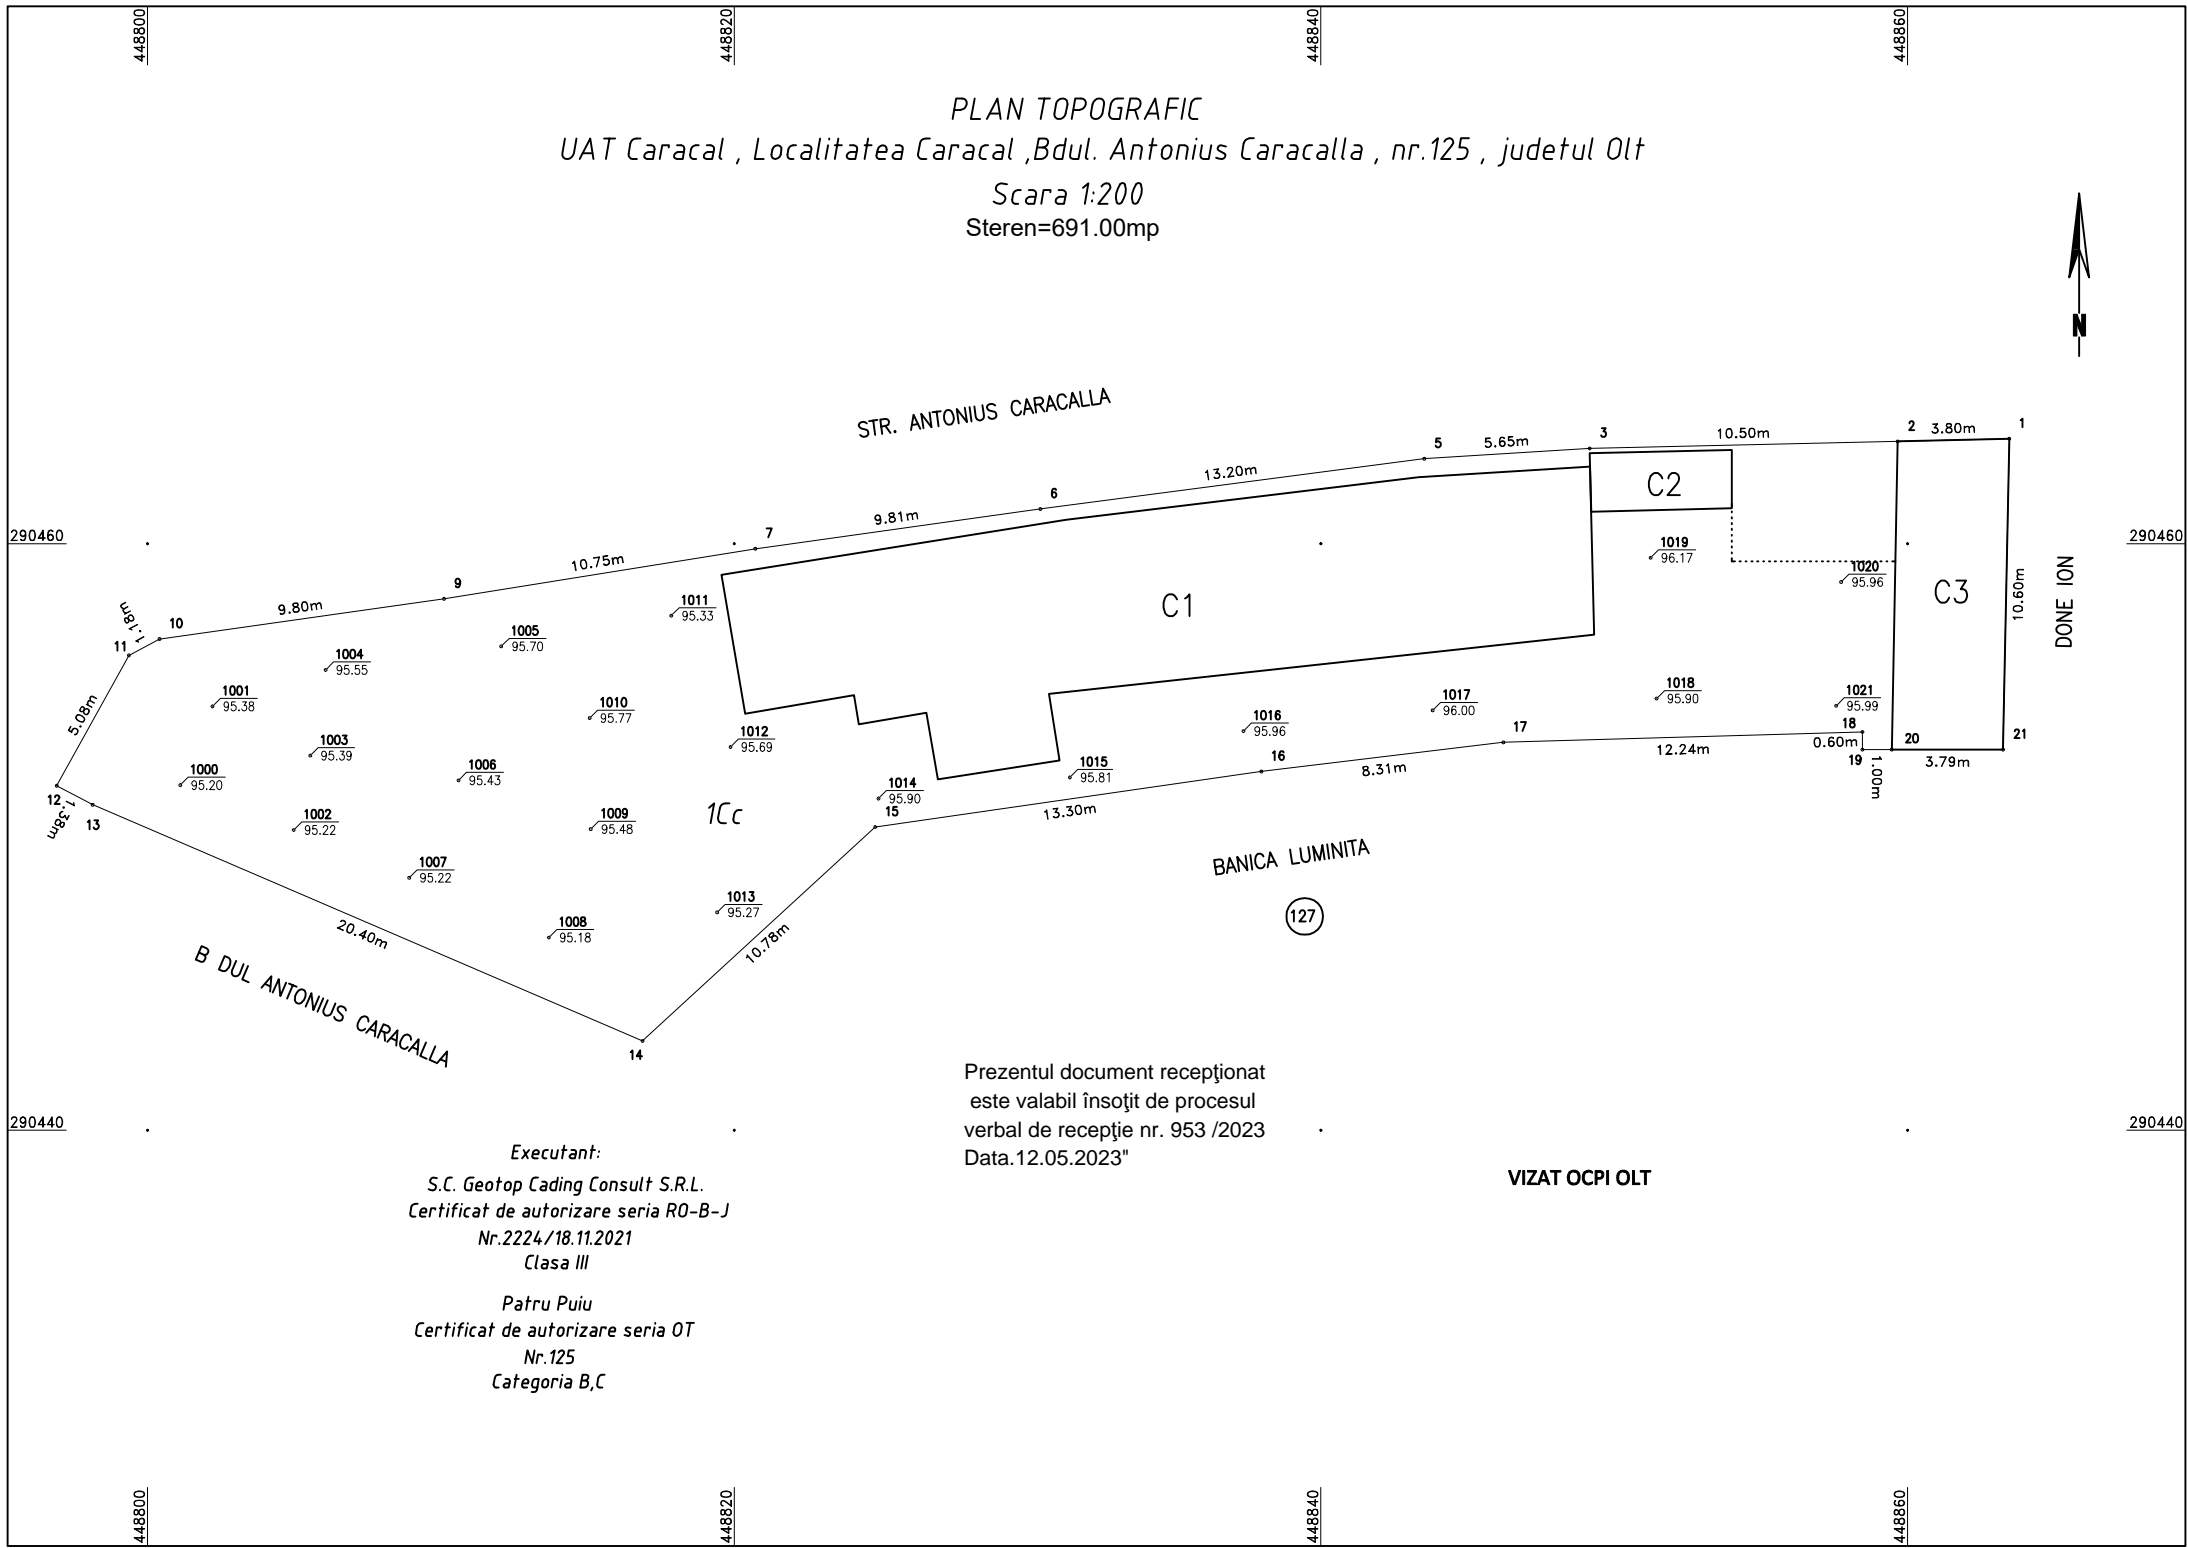 448800
448820
448840
448860
PLAN TOPOGRAFIC
UAT Caracal , Localitatea Caracal ,Bdul. Antonius Caracalla , nr.125 , judetul Olt
Scara 1:200
Steren=691.00mp
N
STR. ANTONIUS CARACALLA
5
5.65m
3
10.50m
2
3.80m
1
13.20m
6
C2
9.81m
7
290460
290460
10.75m
1019
96.17
1020
95.96
DONE ION
C3
10.60m
9
9.80m
1.18m
10
11
C1
1011
95.33
1005
95.70
1004
95.55
1001
95.38
5.08m
1010
95.77
1012
95.69
1003
95.39
1006
95.43
1000
95.20
12
1.38m
13
1002
95.22
1009
95.48
1Cc
1014
95.90
15
1015
95.81
1016
95.96
16
1017
96.00
17
1018
95.90
1021
95.99
18
0.60m
19
1.00m
20
3.79m
21
12.24m
8.31m
13.30m
BANICA LUMINITA
127
1007
95.22
1008
95.18
1013
95.27
10.78m
20.40m
B DUL ANTONIUS CARACALLA
14
290440
290440
Prezentul document recepţionat
este valabil însoţit de procesul
verbal de recepţie nr. 953 /2023
Data.12.05.2023"
VIZAT OCPI OLT
Executant:
S.C. Geotop Cading Consult S.R.L.
Certificat de autorizare seria RO-B-J
Nr.2224/18.11.2021
Clasa III
Patru Puiu
Certificat de autorizare seria OT
Nr.125
Categoria B,C
448800
448820
448840
448860